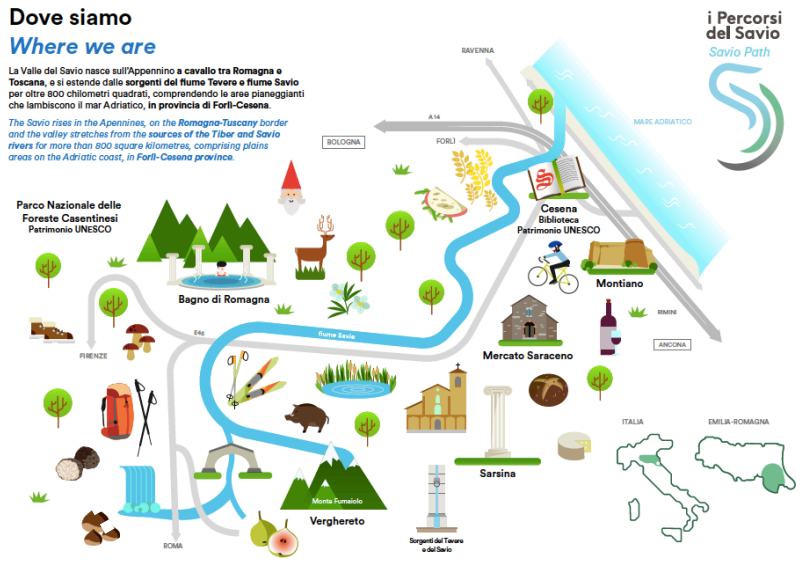 Dove siamo
Where we are
La Valle del Savio nasce sull'Appennino a cavallo tra Romagna e
Toscana, e si estende dalle sorgenti del fiume Tevere e fiume Savio
per oltre 800 chilometri quadrati, comprendendo le aree pianeggianti
che lambiscono il mar Adriatico, in provincia di Forlì-Cesena.
The Savio rises in the Apennines, on the Romagna-Tuscany border
and the valley stretches from the sources of the Tiber and Savio
rivers for more than 800 square kilometres, comprising plains
areas on the Adriatic coast, in Forlì-Cesena province.
i Percorsi
del Savio
Savio Path
RAVENNA
MARE ADRIATICO
A14
BOLOGNA
FORLÌ
Parco Nazionale delle
Foreste Casentinesi
Patrimonio UNESCO
Cesena
Biblioteca
Patrimonio UNESCO
Bagno di Romagna
Montiano
RIMINI
ANCONA
E45
fiume Savio
FIRENZE
Mercato Saraceno
ITALIA
EMILIA-ROMAGNA
Sarsina
Monte Fumaiolo
Verghereto
Sorgenti del Tevere
e del Savio
ROMA